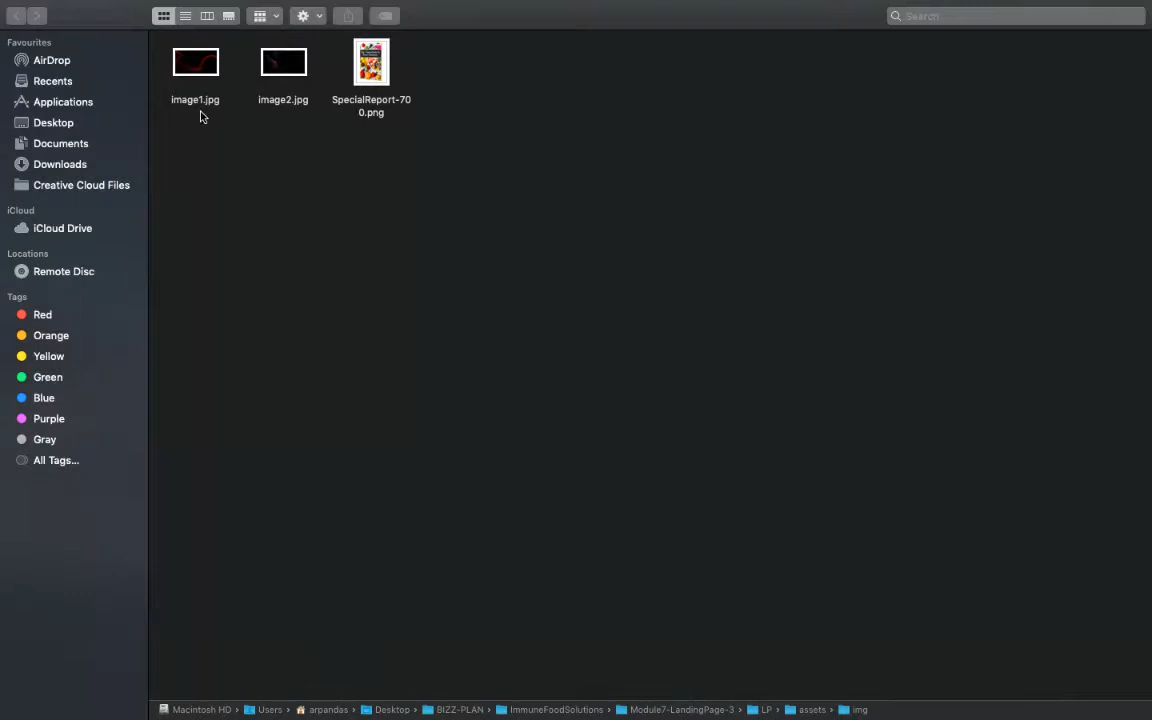 Search
Favourites
AirDrop
Recents
Applications
Desktop
Documents
Downloads
Creative Cloud Files
iCloud
iCloud Drive
Locations
Remote Disc
Tags
Red
Orange
Yellow
Green
Blue
Purple
Gray
All Tags...
image1.jpg
image2.jpg
SpecialReport-70
0.png
Macintosh HD › Users › arpandas › Desktop › BIZZ-PLAN › ImmuneFoodSolutions › Module7-LandingPage-3 › LP › assets › img